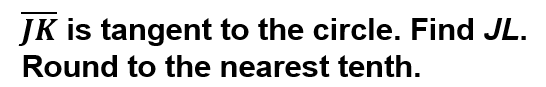 JK is tangent to the circle. Find JL.
Round to the nearest tenth.